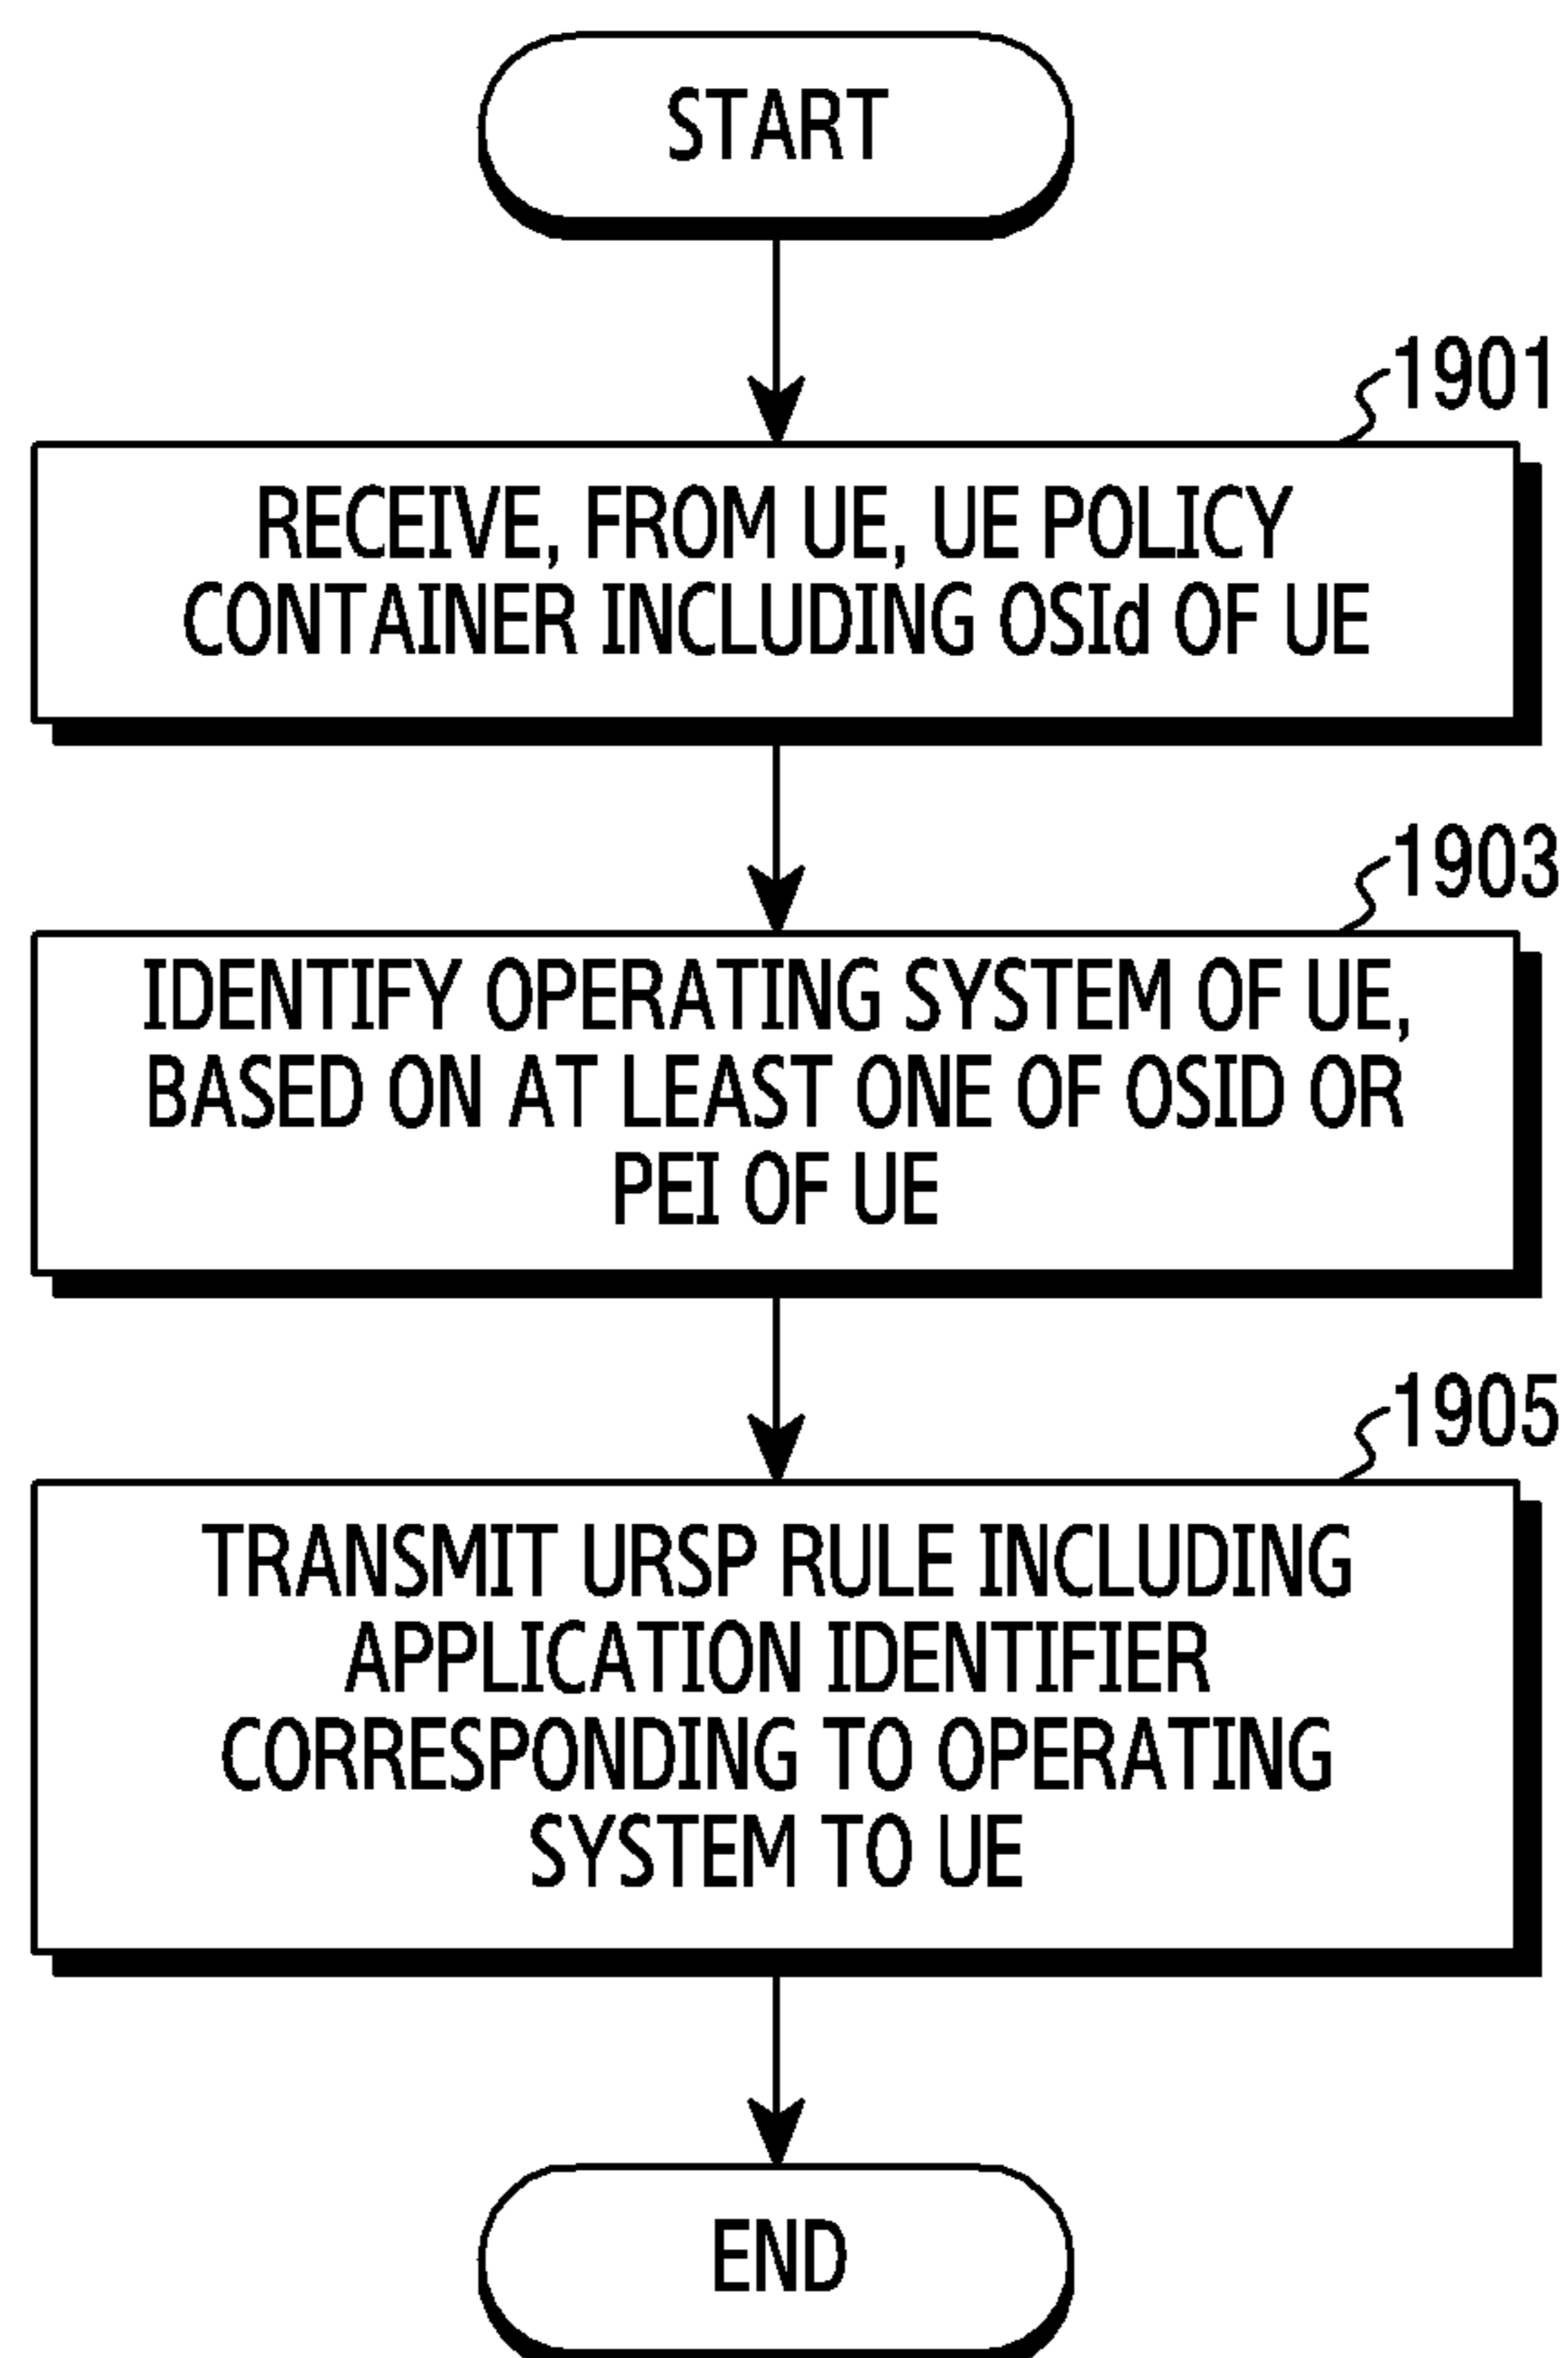 START
1901
RECEIVE, FROM UE, UE POLICY
CONTAINER INCLUDING OSId OF UE
1903
IDENTIFY OPERATING SYSTEM OF UE,
BASED ON AT LEAST ONE OF OSID OR
PEI OF UE
1905
TRANSMIT URSP RULE INCLUDING
APPLICATION IDENTIFIER
CORRESPONDING TO OPERATING
SYSTEM TO UE
END